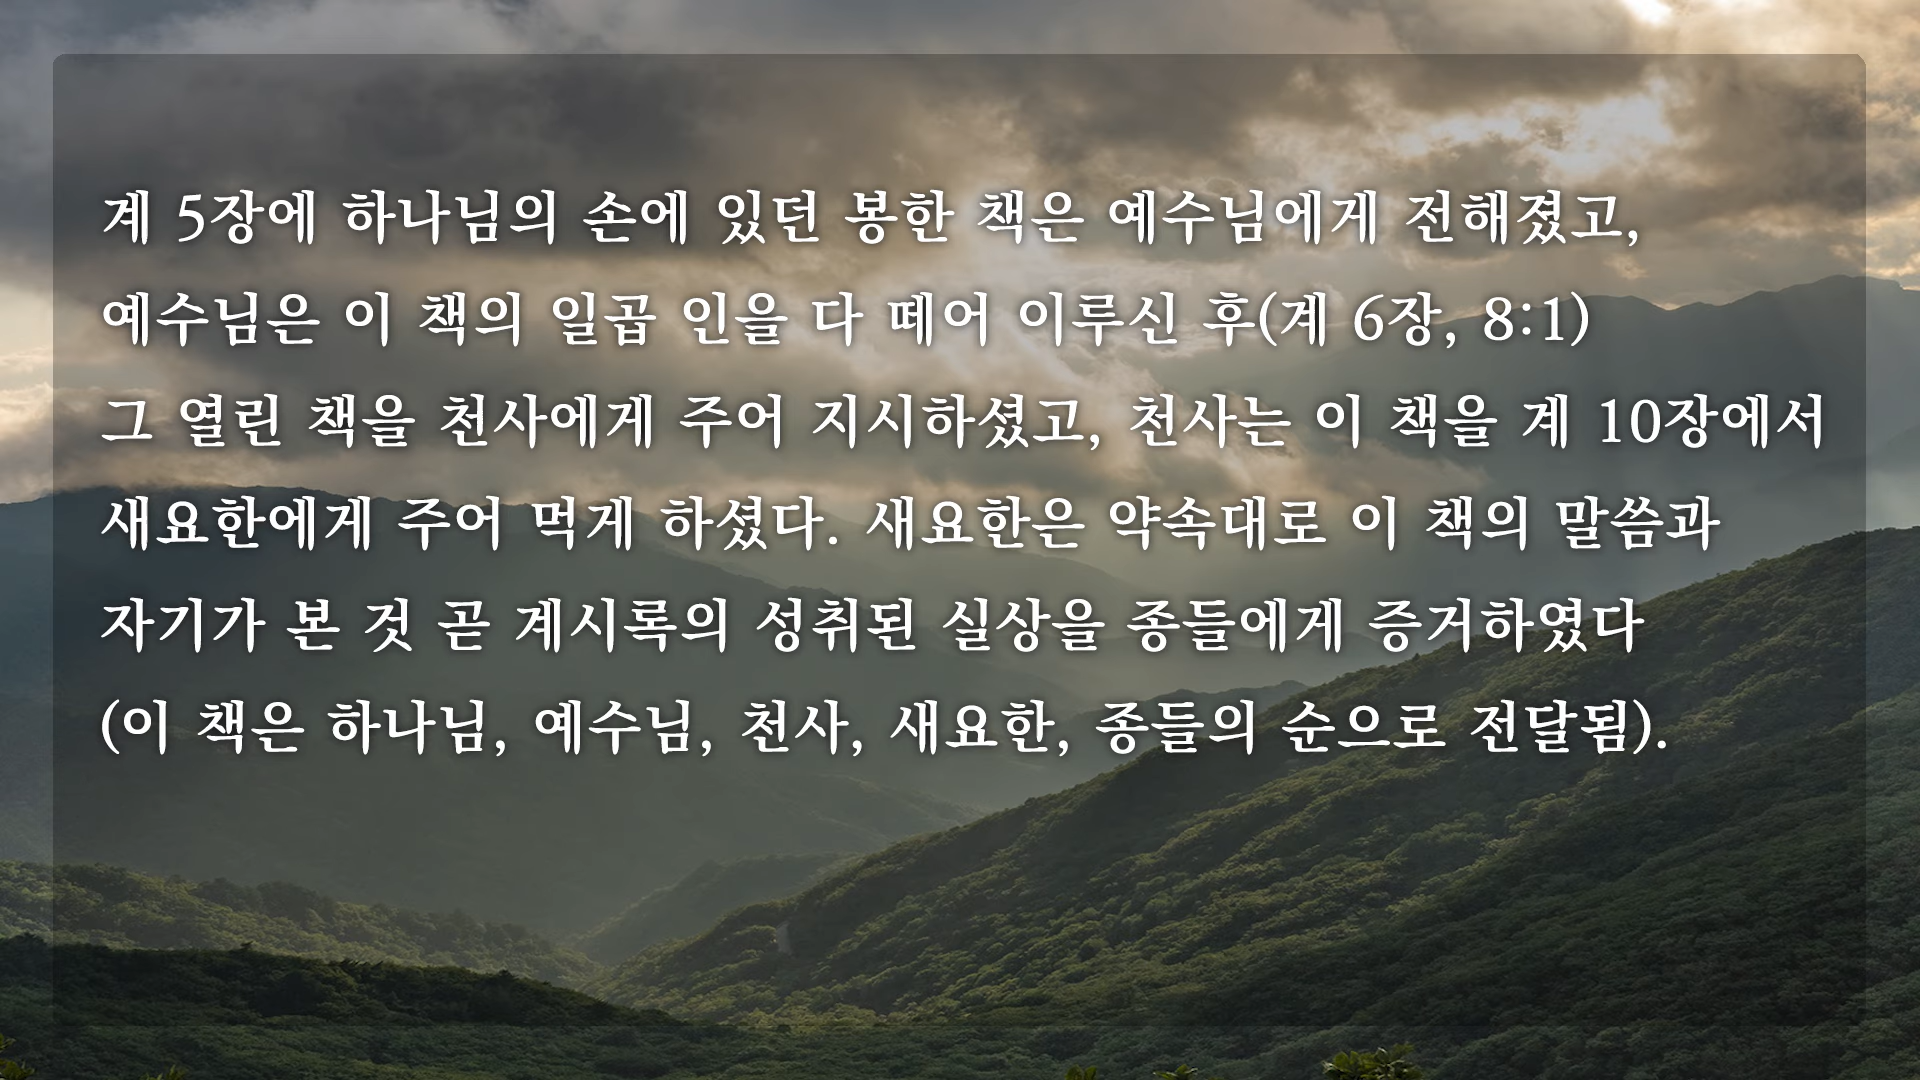 계 5장에 하나님의 손에 있던 봉한 책은 예수님에게 전해졌고,
예수님은 이 책의 일곱 인을 다 떼어 이루신 후(계 6장, 8:1)
그 열린 책을 천사에게 주어 지시하셨고, 천사는 이 책을 계 10장에서
새요한에게 주어 먹게 하셨다. 새요한은 약속대로 이 책의 말씀과
자기가 본 것 곧 계시록의 성취된 실상을 종들에게 증거하였다
(이 책은 하나님, 예수님, 천사, 새요한, 종들의 순으로 전달됨).